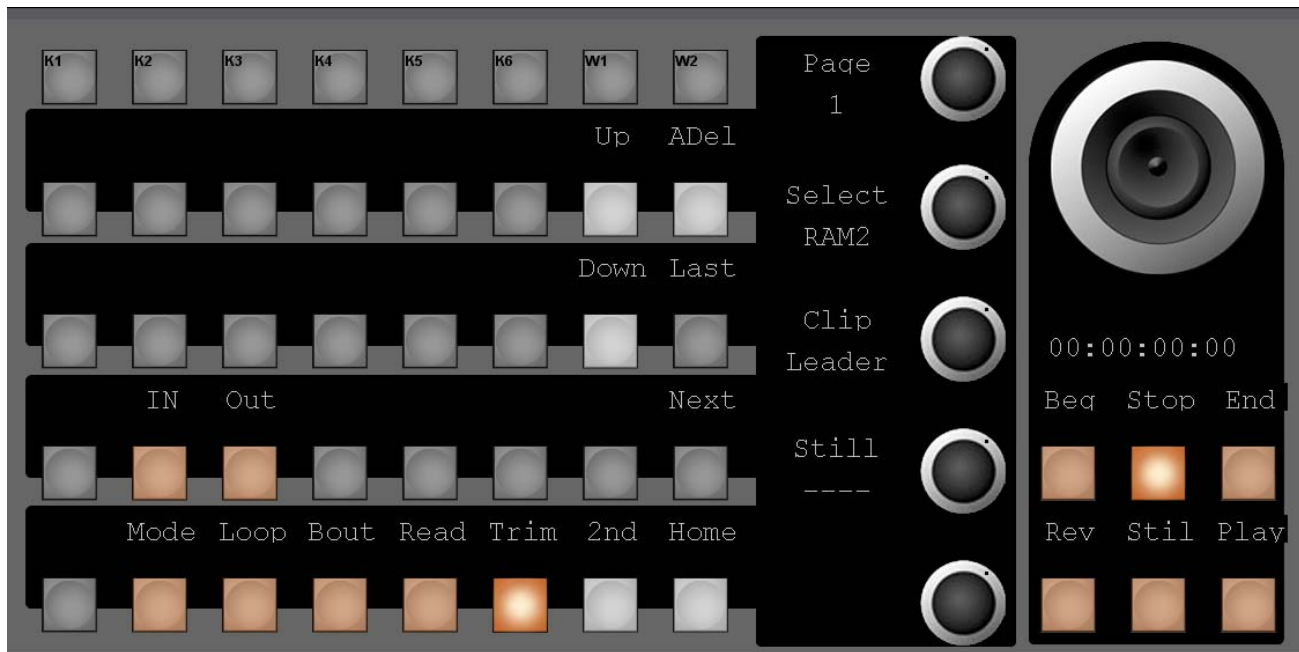 K1 K2 K3 K4 K5 K6 W1 W2
Up ADel
Down Last
IN Out Next
Mode Loop Bout Read Trim 2nd Home
Page
1
Select
RAM2
Clip
Leader
Still
----
00:00:00:00
Beg Stop End
Rev Stil Play